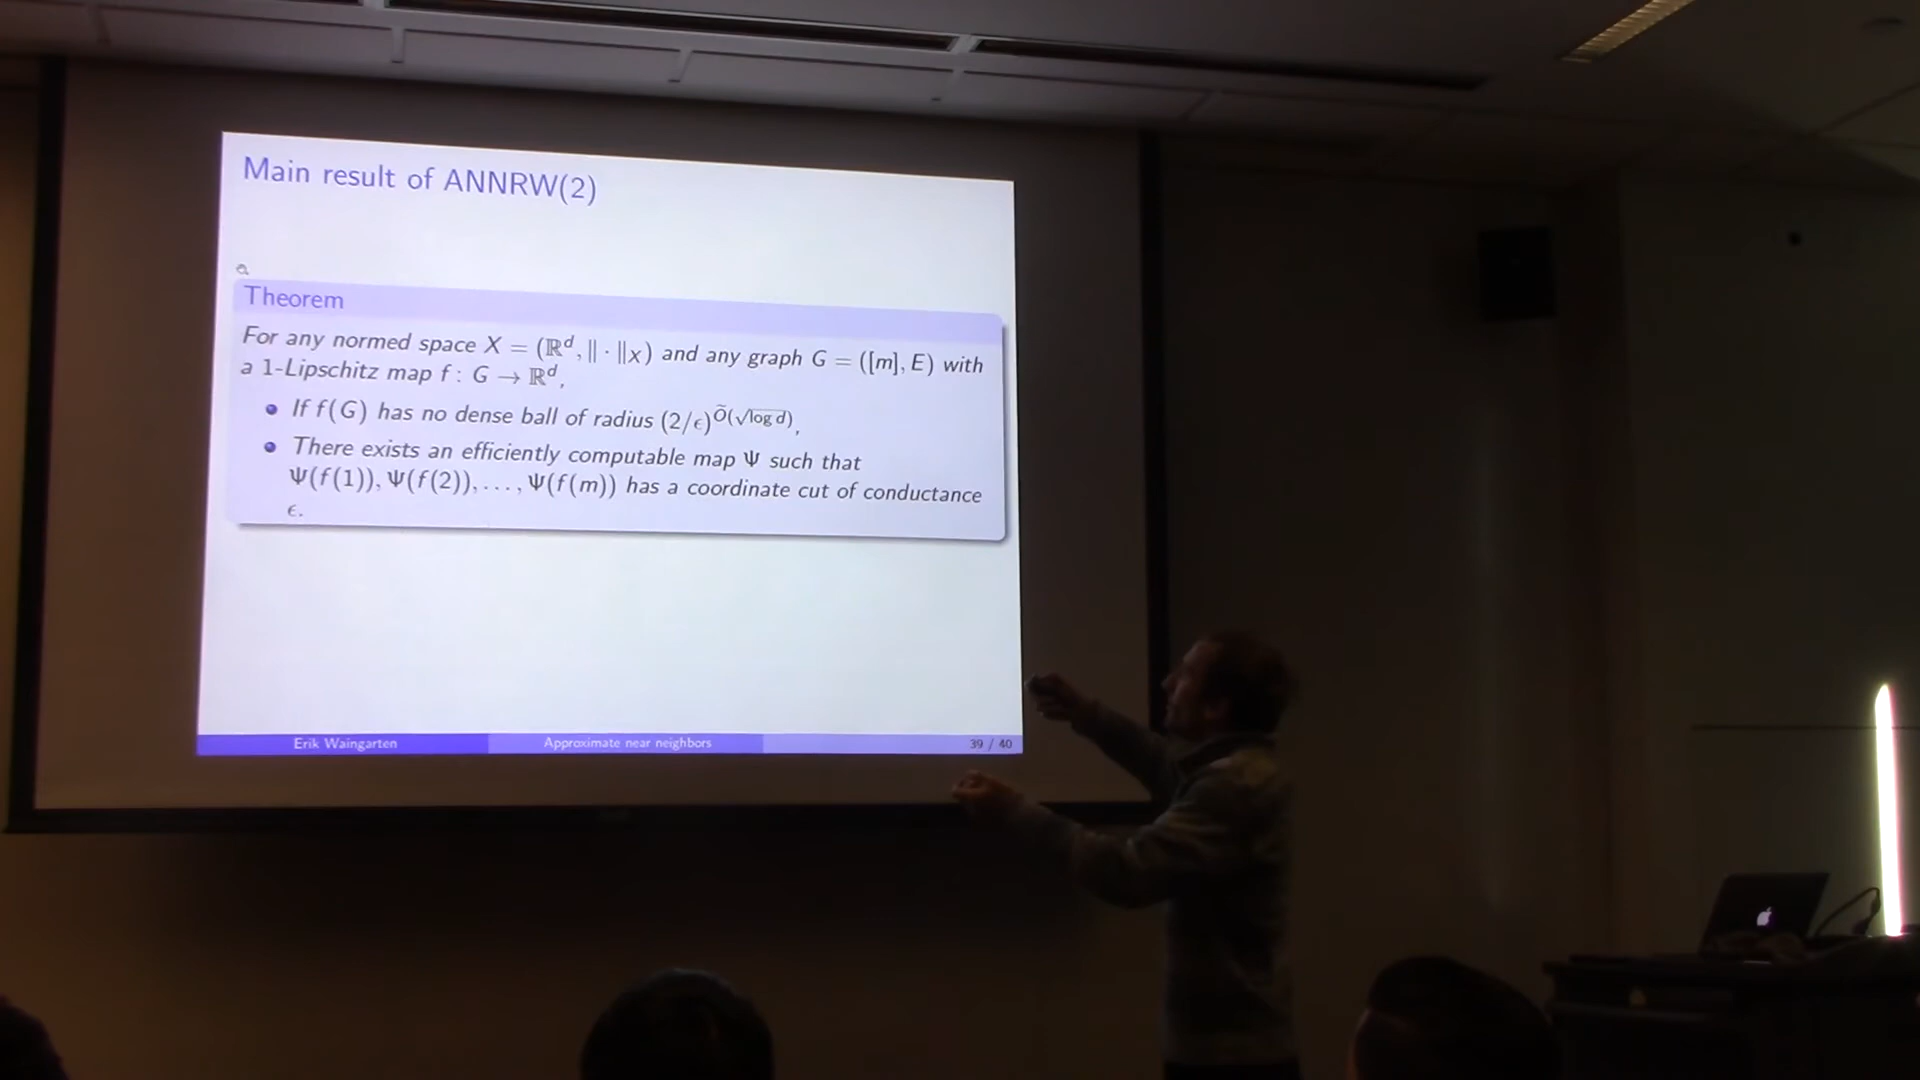 Main result of ANNRW(2)
a
Theorem
For any normed space X = (ℝᵈ, ‖ · ‖X) and any graph G = ([m], E) with
a 1-Lipschitz map f : G → ℝᵈ,
If f(G) has no dense ball of radius (2/ϵ)^Õ(√log d),
There exists an efficiently computable map Ψ such that
Ψ(f(1)), Ψ(f(2)), . . . , Ψ(f(m)) has a coordinate cut of conductance
ϵ.
Erik Waingarten Approximate near neighbors 39 / 40